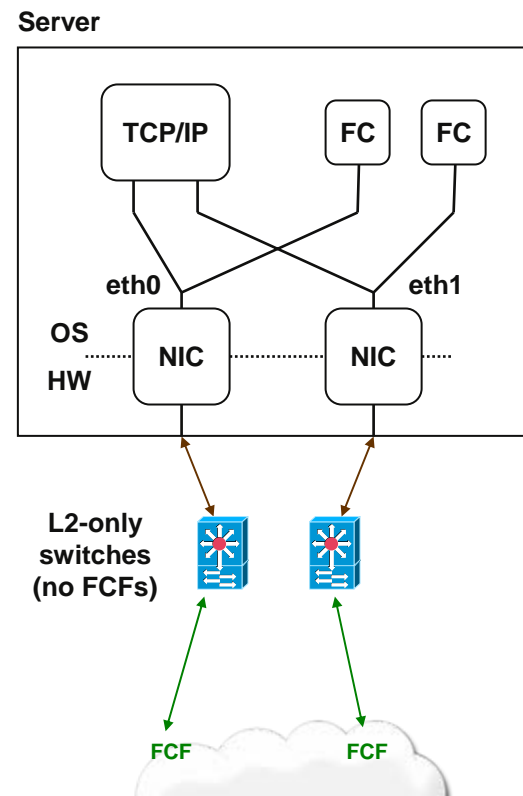 Server
TCP/IP
FC
FC
eth0
eth1
OS
NIC
NIC
HW
L2-only
switches
(no FCFs)
FCF
FCF